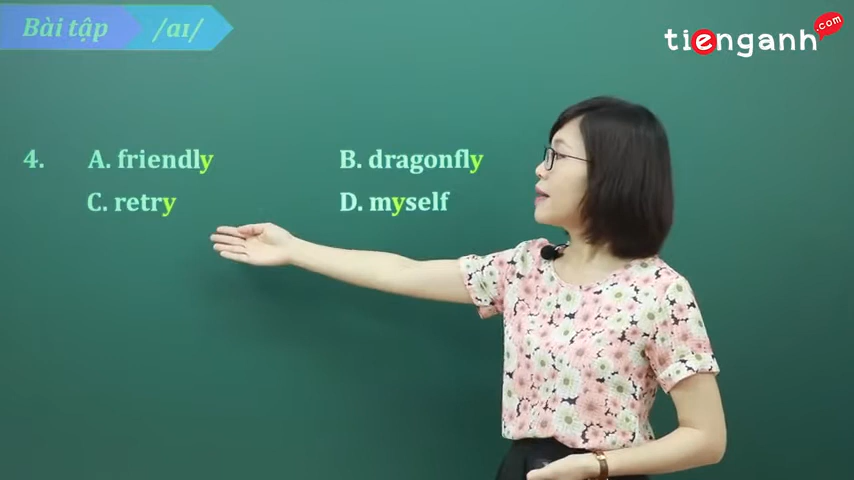 Bài tập /aɪ/
tienganh.com
4. A. friendly B. dragonfly
C. retry D. myself